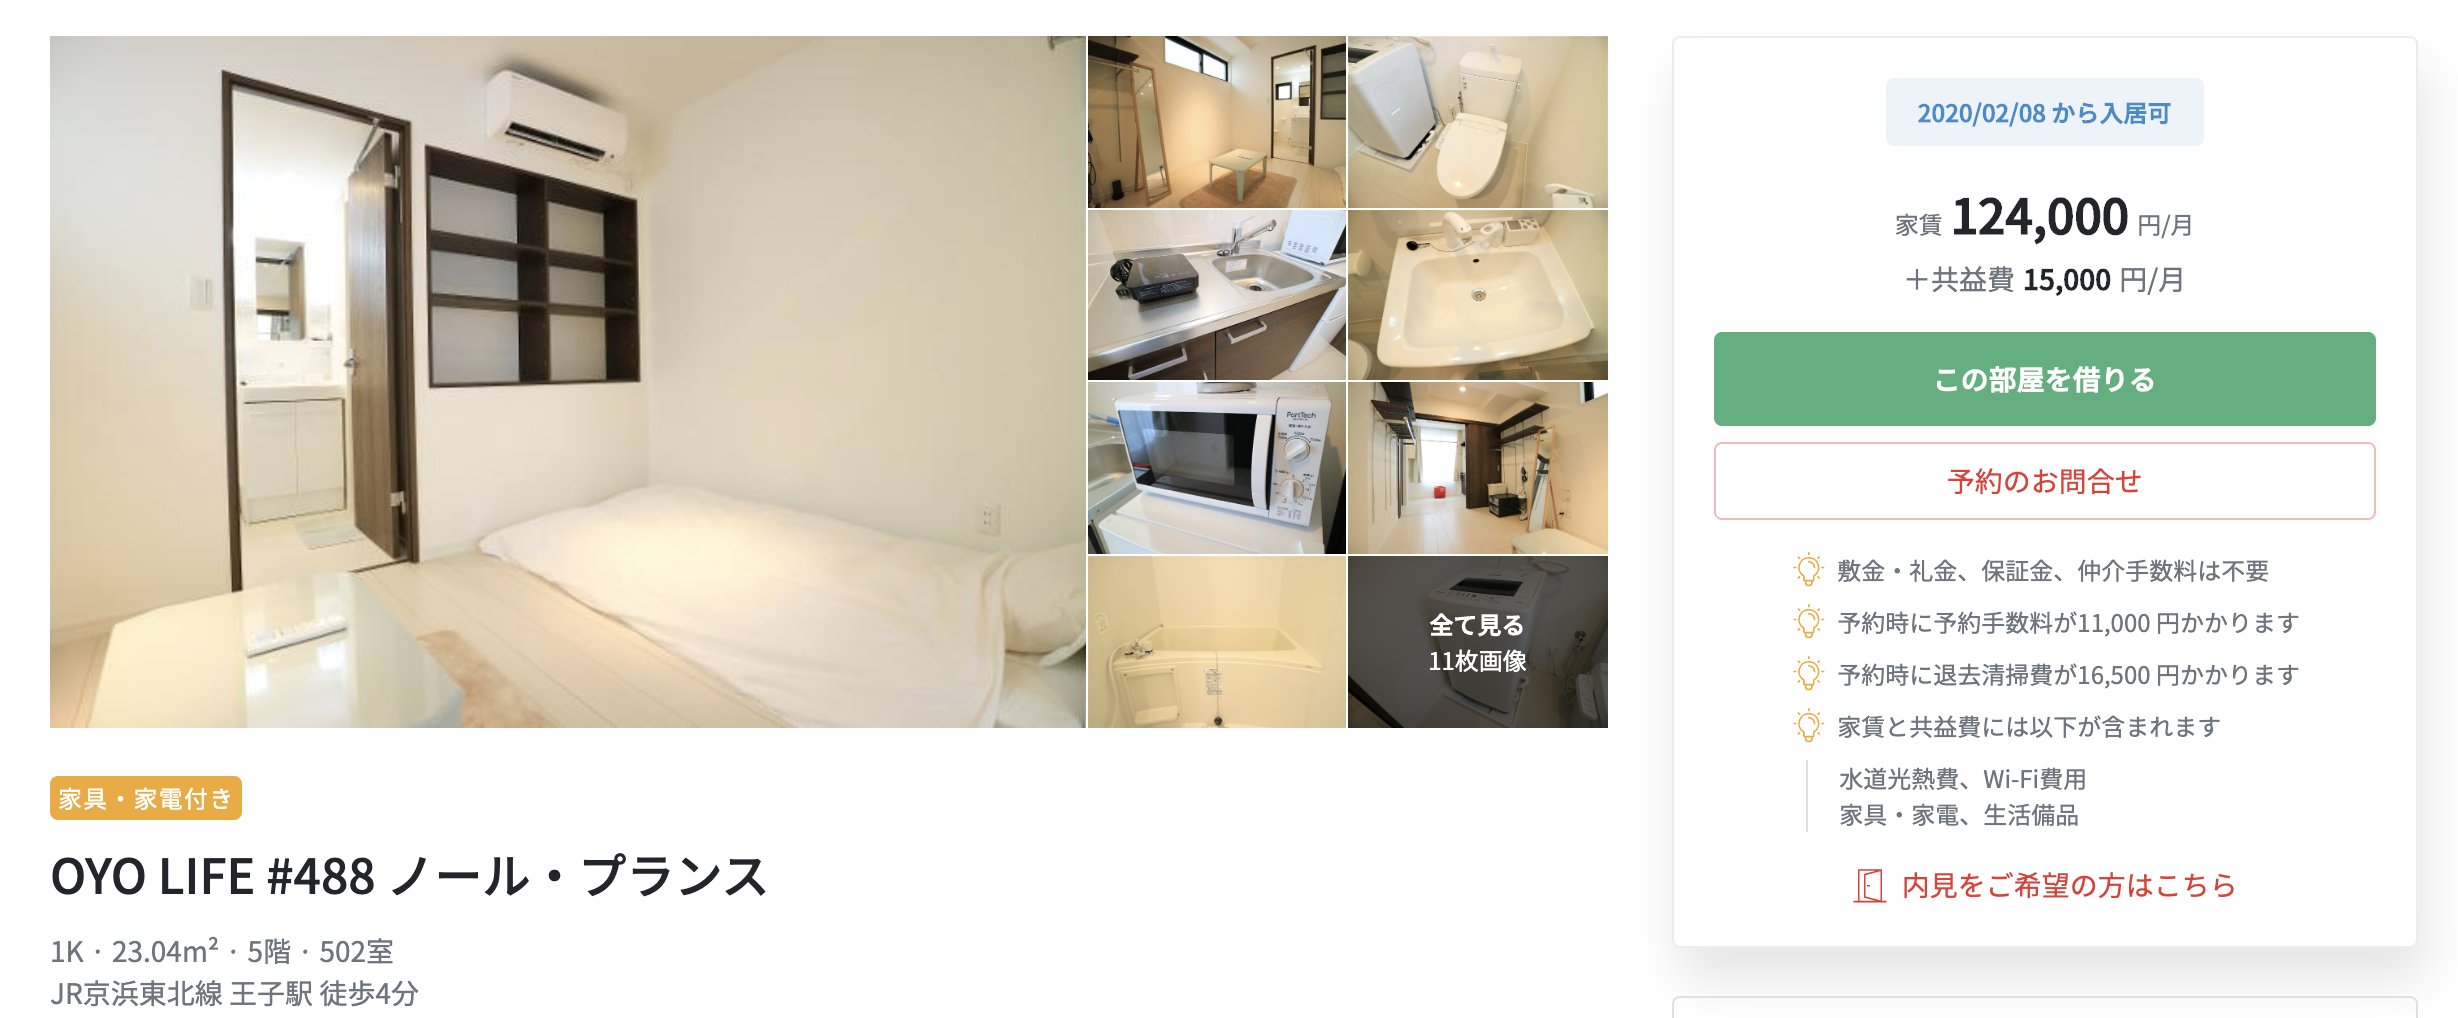 全て見る
11枚画像
家具・家電付き
OYO LIFE #488 ノール・プランス
1K · 23.04m² · 5階 · 502室
JR京浜東北線 王子駅 徒歩4分
2020/02/08 から入居可
家賃 124,000 円/月
＋共益費 15,000 円/月
この部屋を借りる
予約のお問合せ
敷金・礼金、保証金、仲介手数料は不要
予約時に予約手数料が11,000 円かかります
予約時に退去清掃費が16,500 円かかります
家賃と共益費には以下が含まれます
水道光熱費、Wi-Fi費用
家具・家電、生活備品
内見をご希望の方はこちら